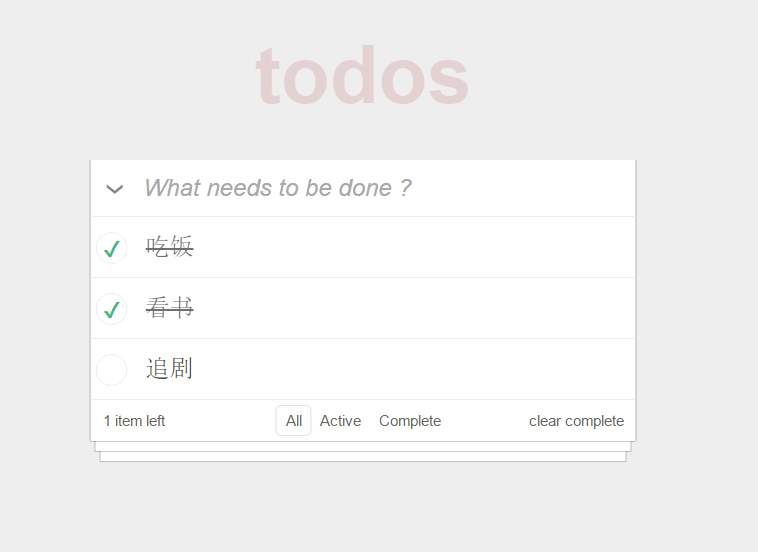 todos
What needs to be done ?
吃饭
看书
追剧
1 item left All Active Complete clear complete